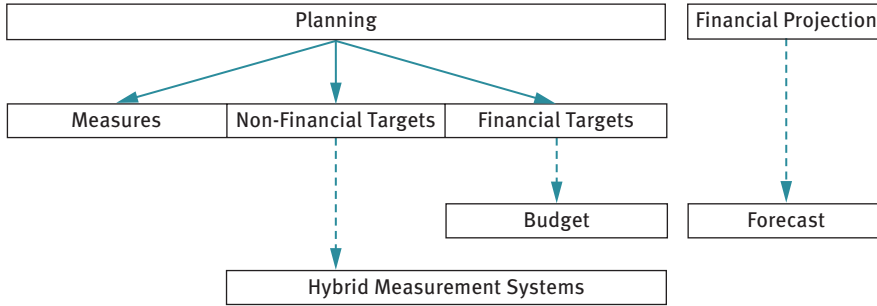 Planning
Financial Projection
Measures
Non-Financial Targets
Financial Targets
Budget
Forecast
Hybrid Measurement Systems